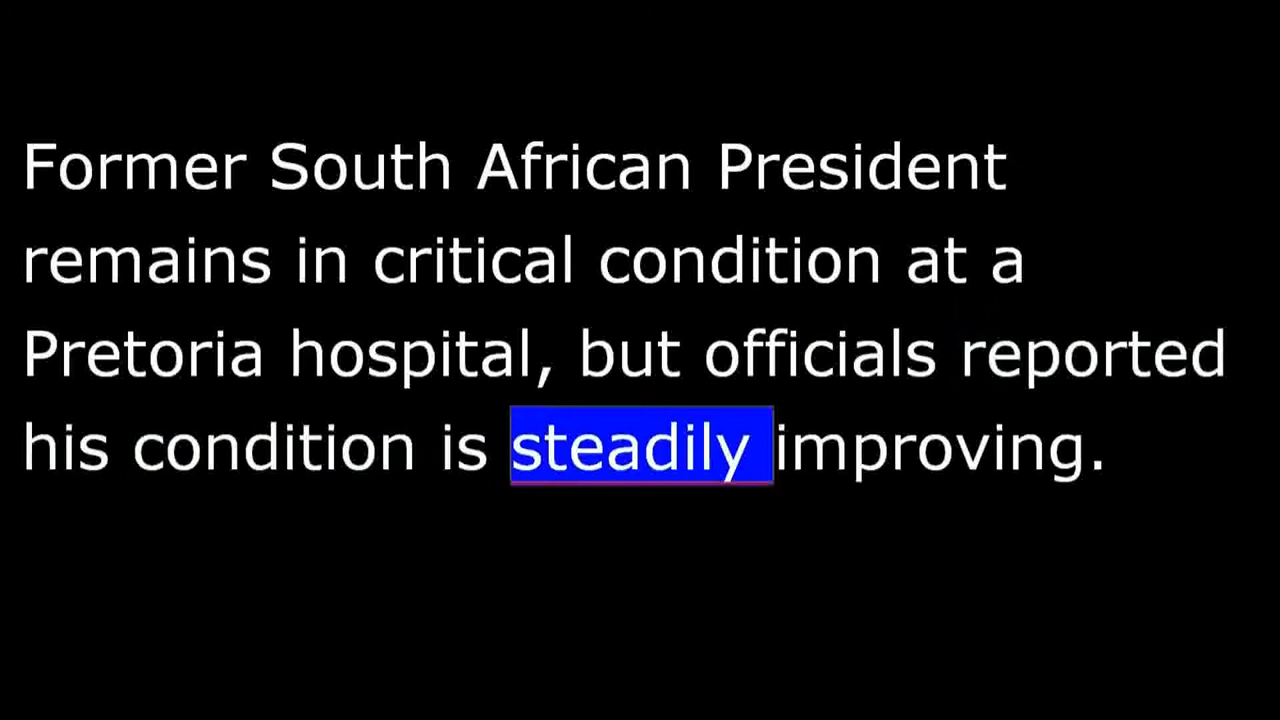 Former South African President
remains in critical condition at a
Pretoria hospital, but officials reported
his condition is steadily improving.